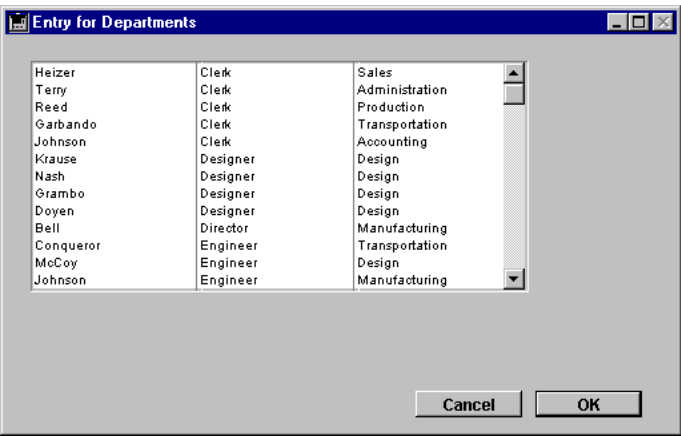 Entry for Departments
Heizer Clerk Sales
Terry Clerk Administration
Reed Clerk Production
Garbando Clerk Transportation
Johnson Clerk Accounting
Krause Designer Design
Nash Designer Design
Grambo Designer Design
Doyen Designer Design
Bell Director Manufacturing
Conqueror Engineer Transportation
McCoy Engineer Design
Johnson Engineer Manufacturing
Cancel OK